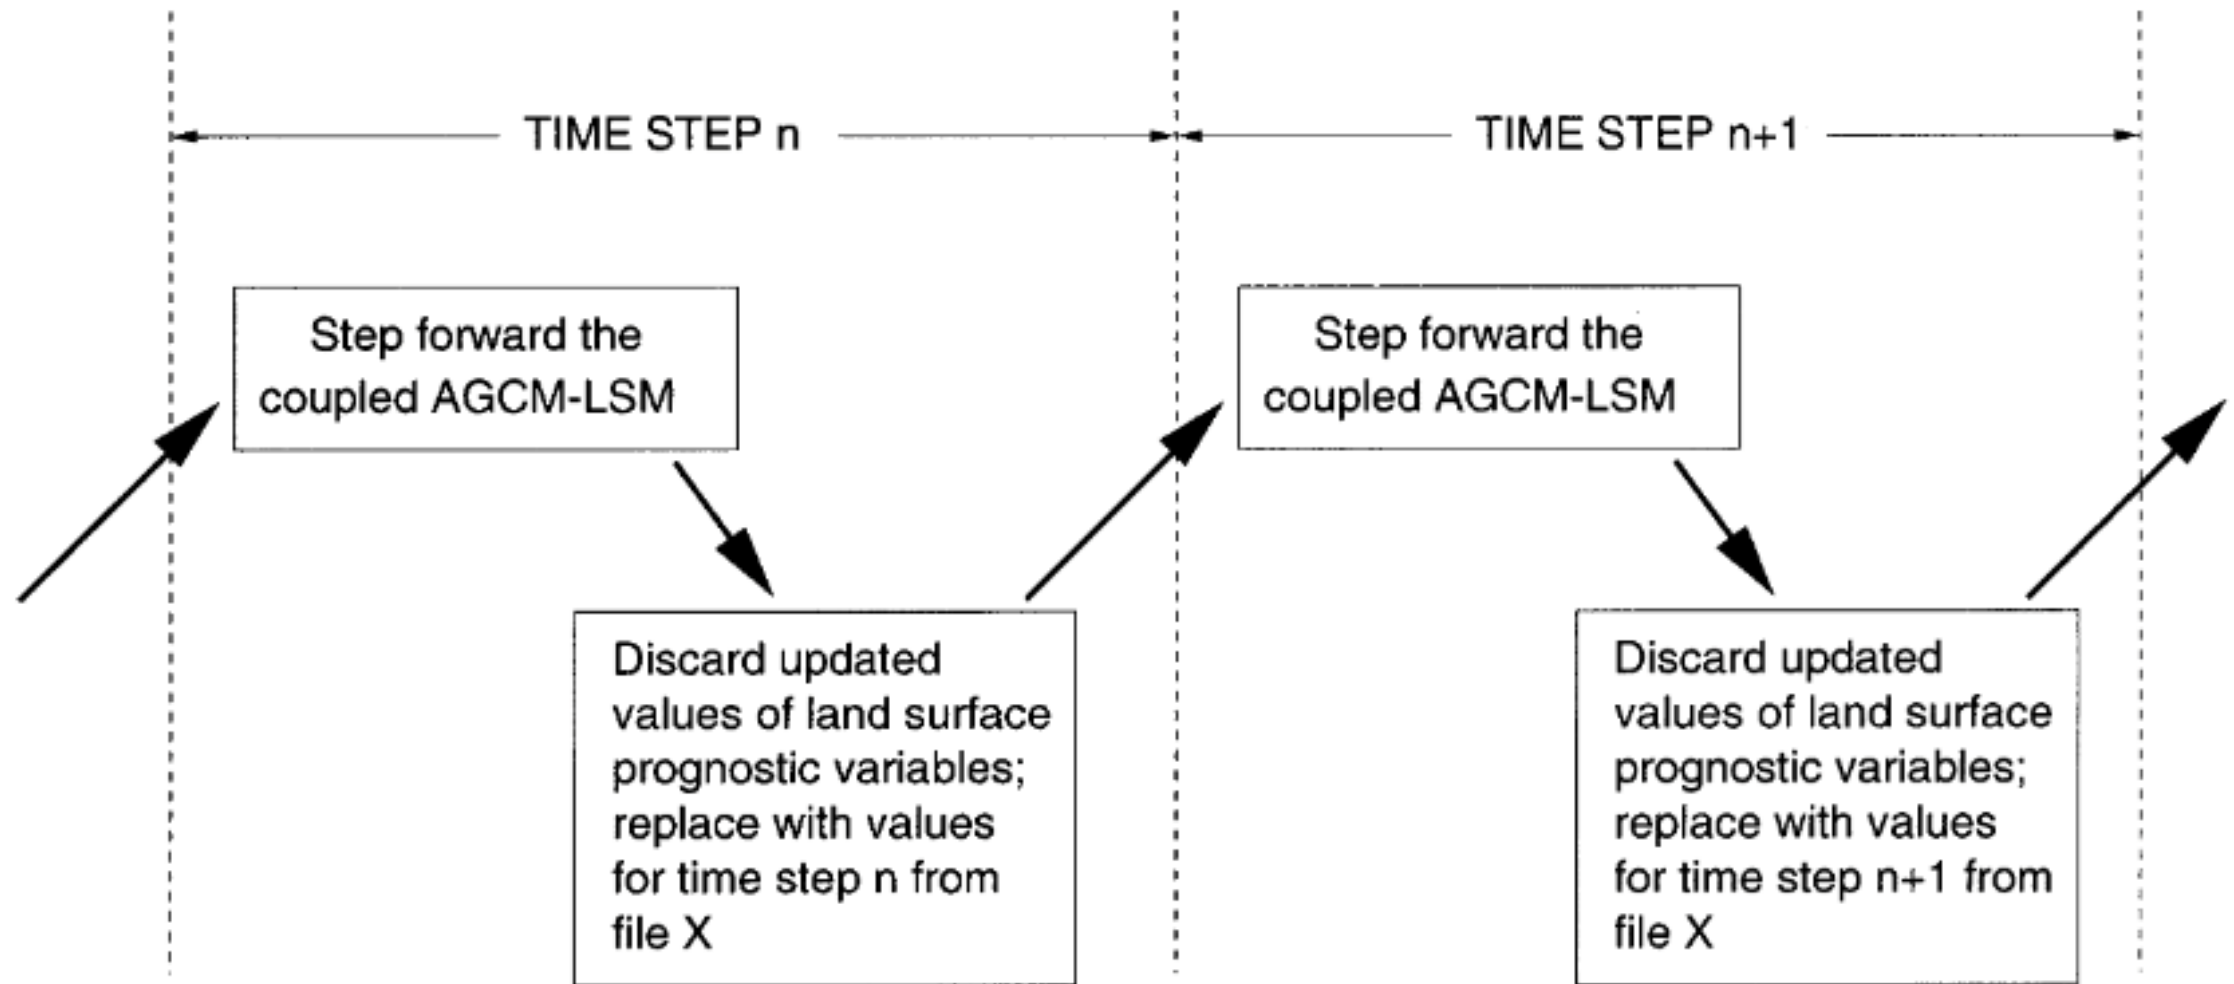 TIME STEP n
TIME STEP n+1
Step forward the
coupled AGCM-LSM
Discard updated
values of land surface
prognostic variables;
replace with values
for time step n from
file X
Step forward the
coupled AGCM-LSM
Discard updated
values of land surface
prognostic variables;
replace with values
for time step n+1 from
file X